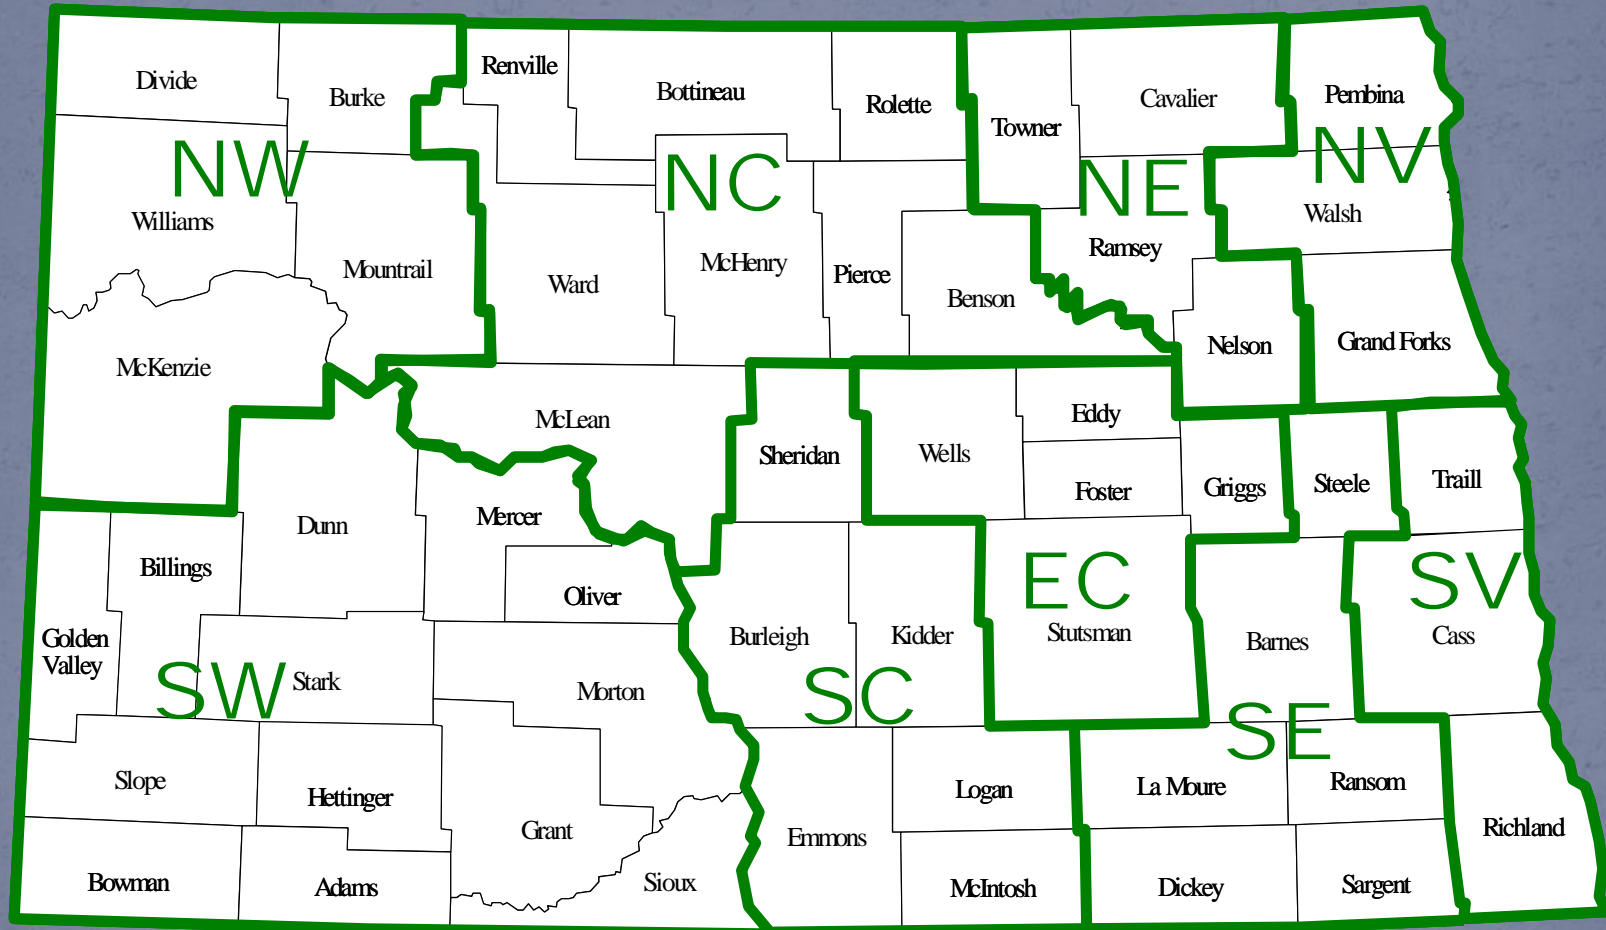 Divide
Burke
Renville
Bottineau
Rolette
Towner
Cavalier
Pembina
NW
NC
NE
NV
Williams
Mountrail
Ward
McHenry
Pierce
Benson
Ramsey
Walsh
McKenzie
Nelson
Grand Forks
McLean
Sheridan
Wells
Eddy
Foster
Griggs
Steele
Traill
Dunn
Mercer
Billings
Oliver
EC
SV
Golden
Valley
Burleigh
Kidder
Stutsman
Barnes
Cass
SW
Stark
Morton
SC
SE
Slope
Hettinger
Grant
Logan
La Moure
Ransom
Emmons
Richland
Bowman
Adams
Sioux
McIntosh
Dickey
Sargent